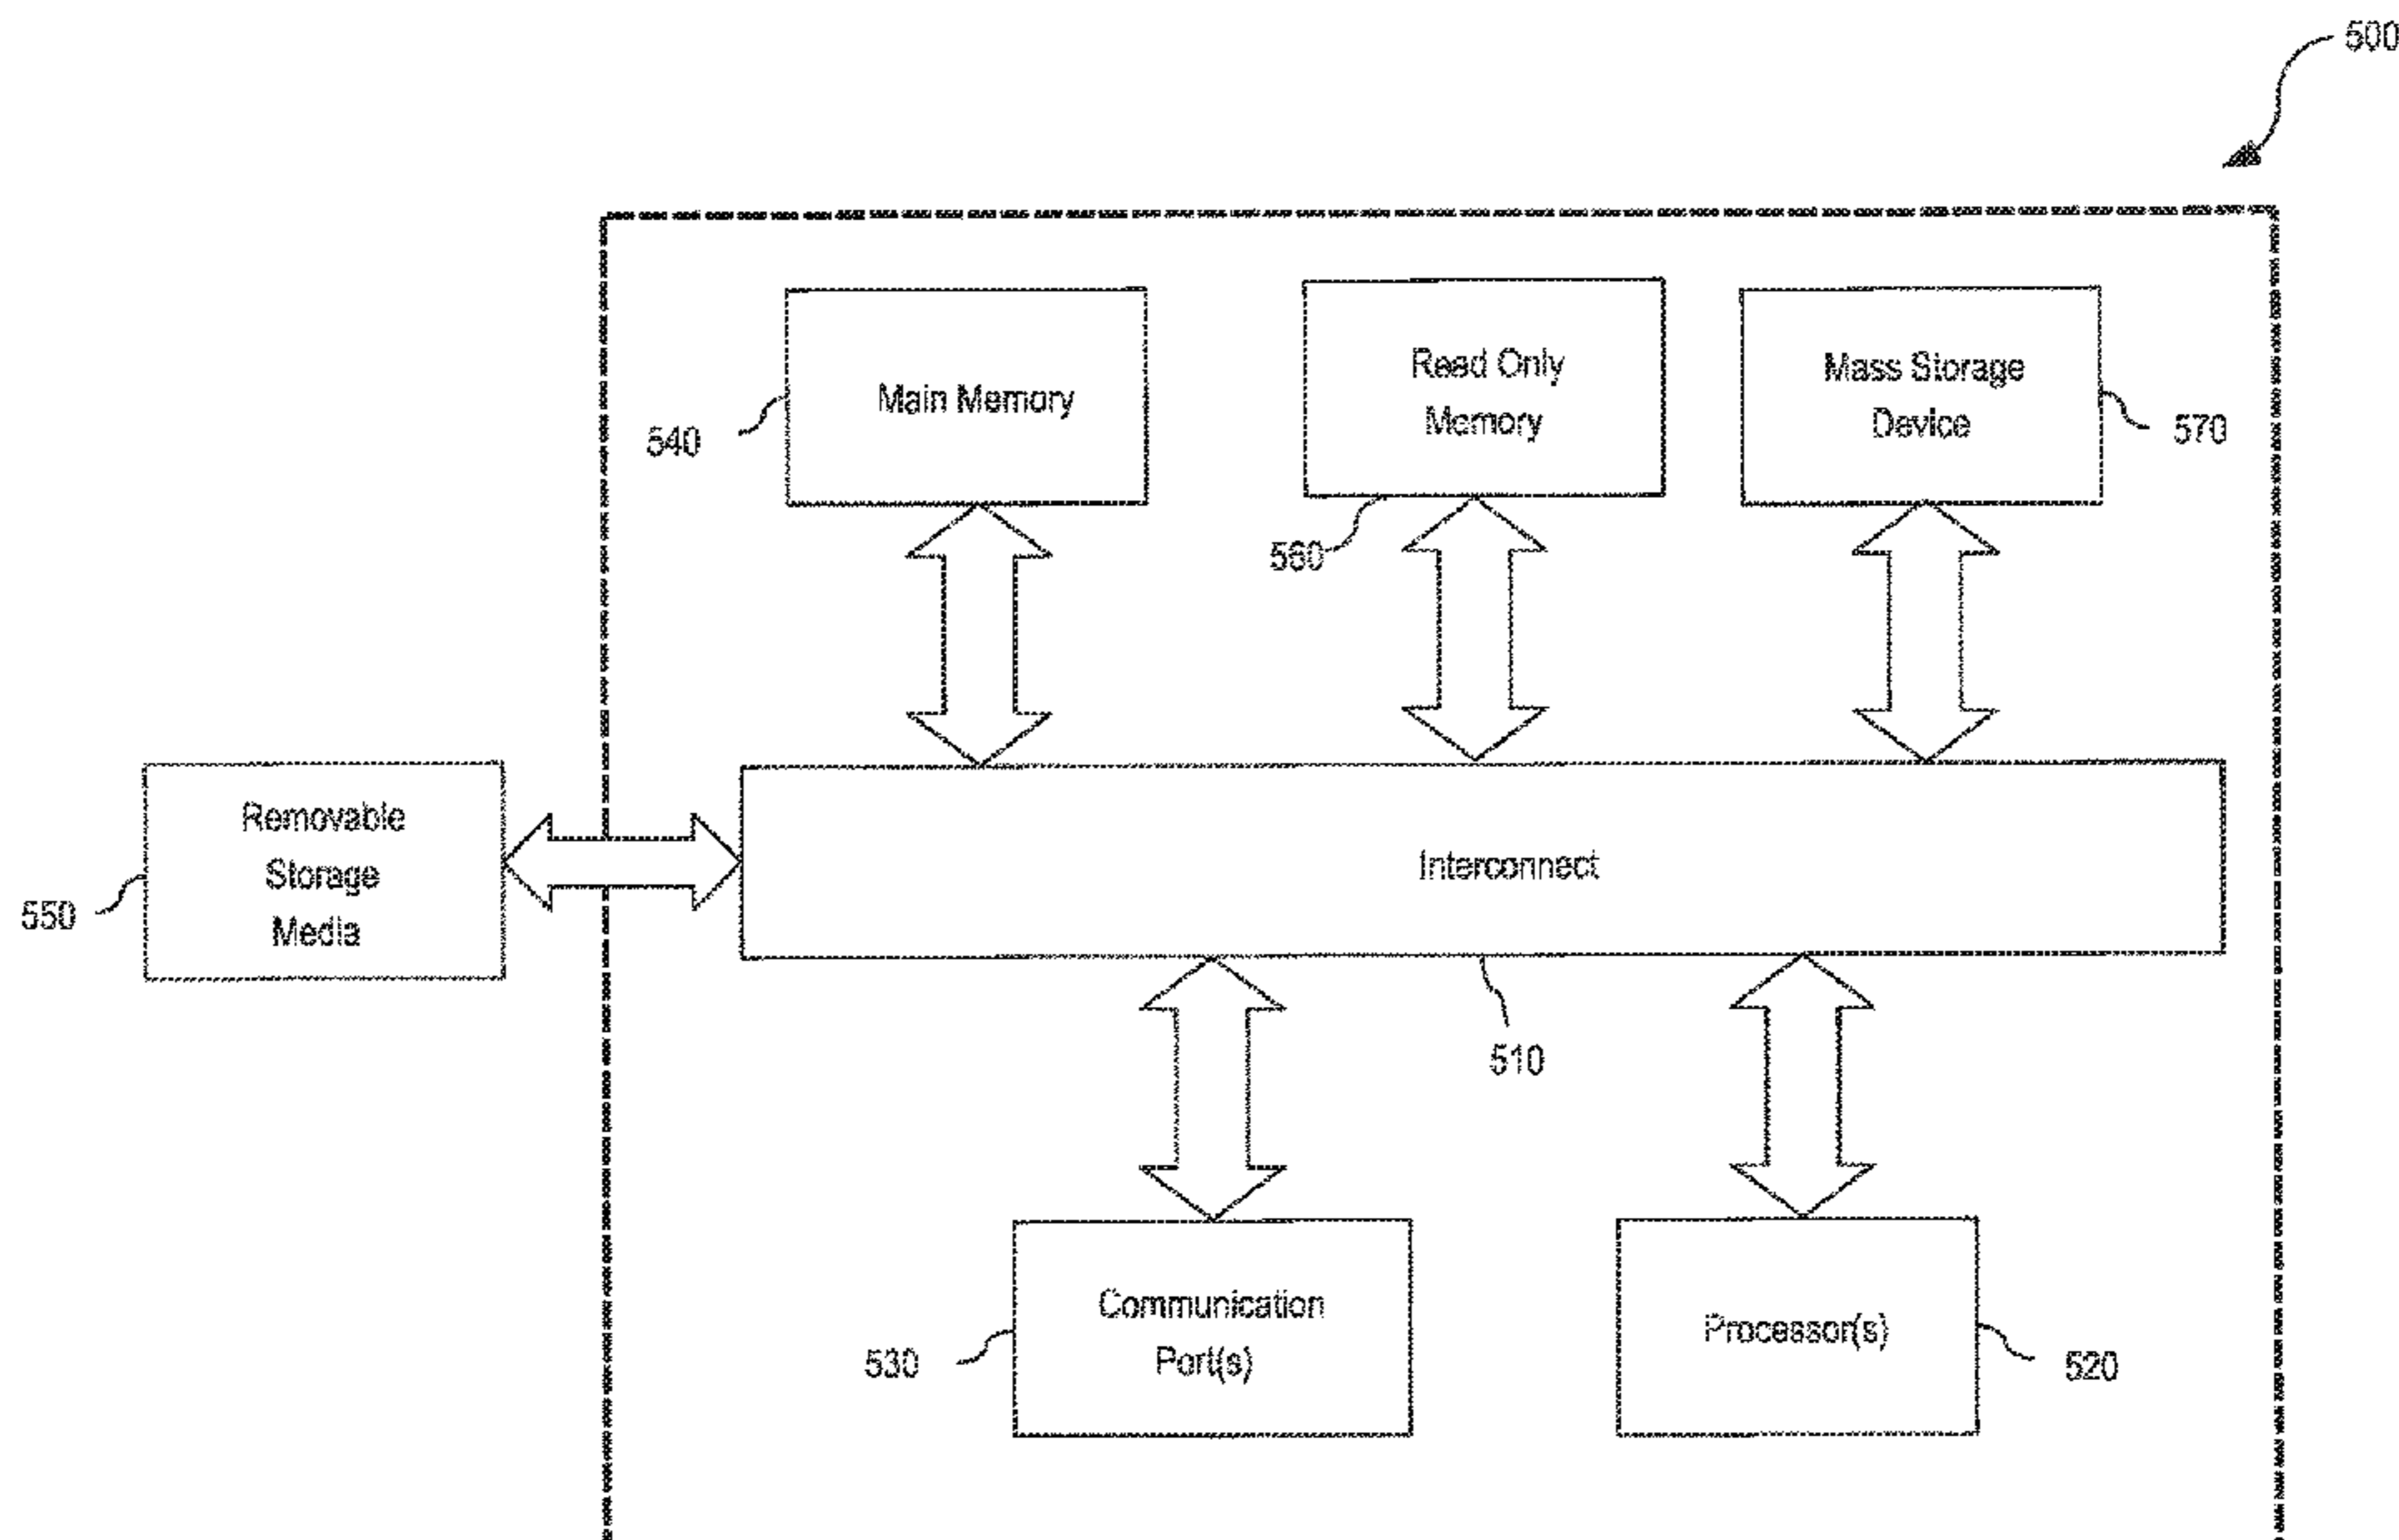 500
Main Memory
540
Read Only
Memory
560
Mass Storage
Device
570
Removable
Storage
Media
550
Interconnect
510
Communication
Port(s)
530
Processor(s)
520